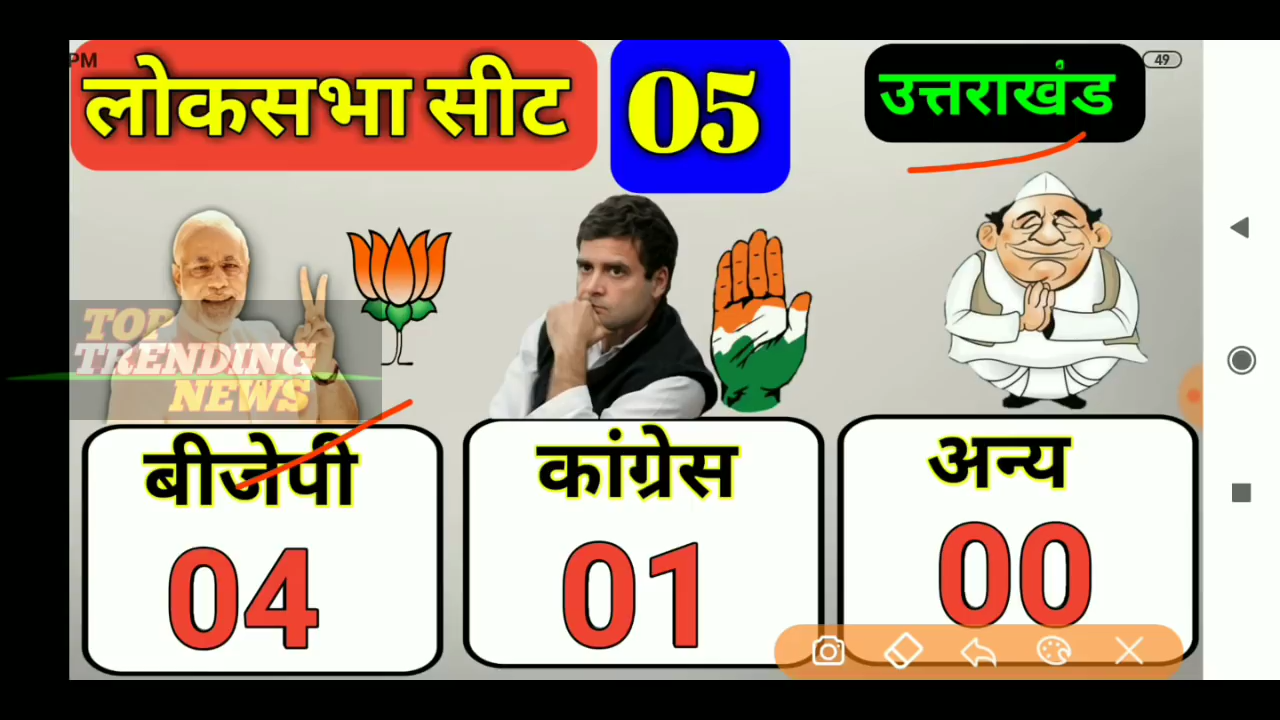 PM
लोकसभा सीट
05
उत्तराखंड
49
TOP
TRENDING
NEWS
बीजेपी
04
कांग्रेस
01
अन्य
00